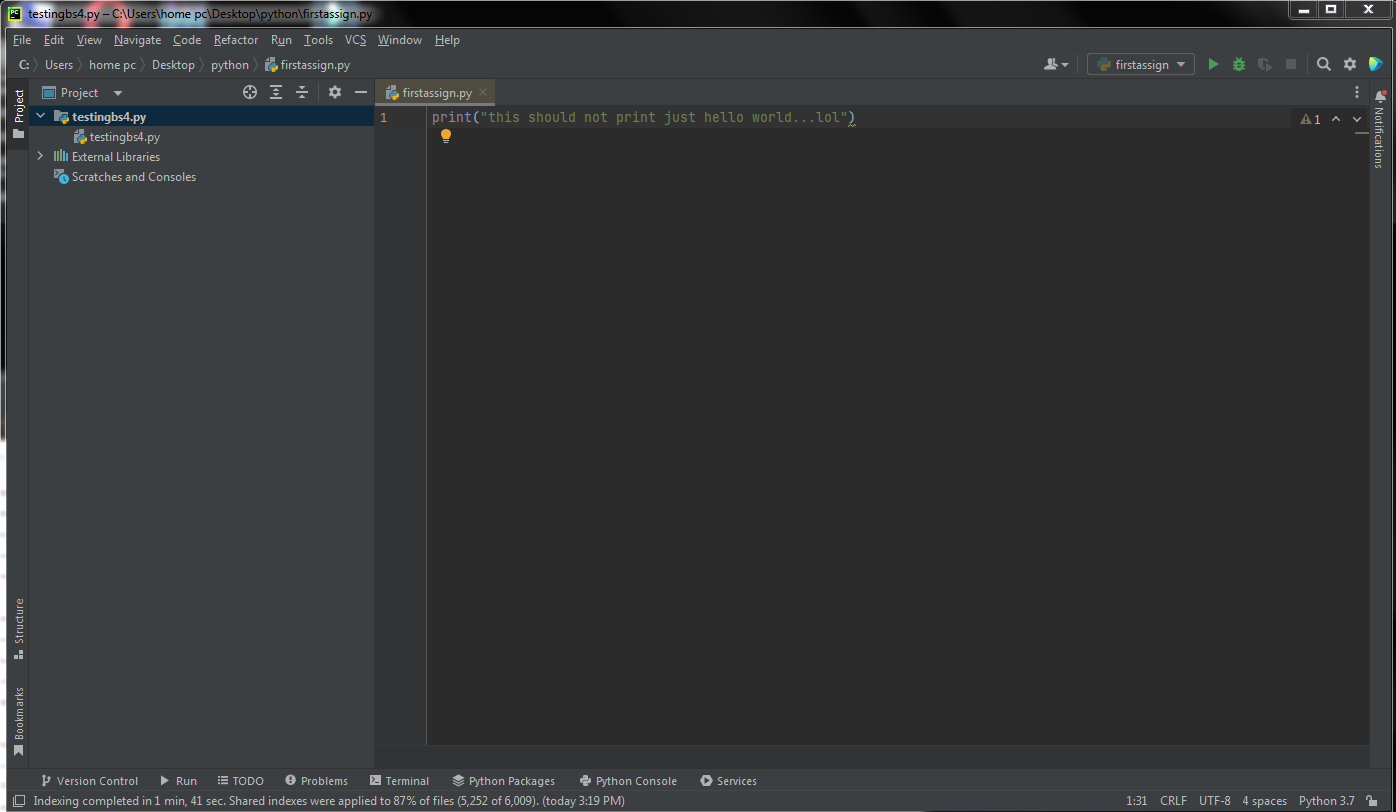 testingbs4.py – C:\Users\home pc\Desktop\python\firstassign.py
File Edit View Navigate Code Refactor Run Tools VCS Window Help
C: Users home pc Desktop python firstassign.py
firstassign
Project
Project
firstassign.py
testingbs4.py
testingbs4.py
External Libraries
Scratches and Consoles
1 print("this should not print just hello world...lol")
1
Notifications
Structure
Bookmarks
Version Control Run TODO Problems Terminal Python Packages Python Console Services
Indexing completed in 1 min, 41 sec. Shared indexes were applied to 87% of files (5,252 of 6,009). (today 3:19 PM) 1:31 CRLF UTF-8 4 spaces Python 3.7